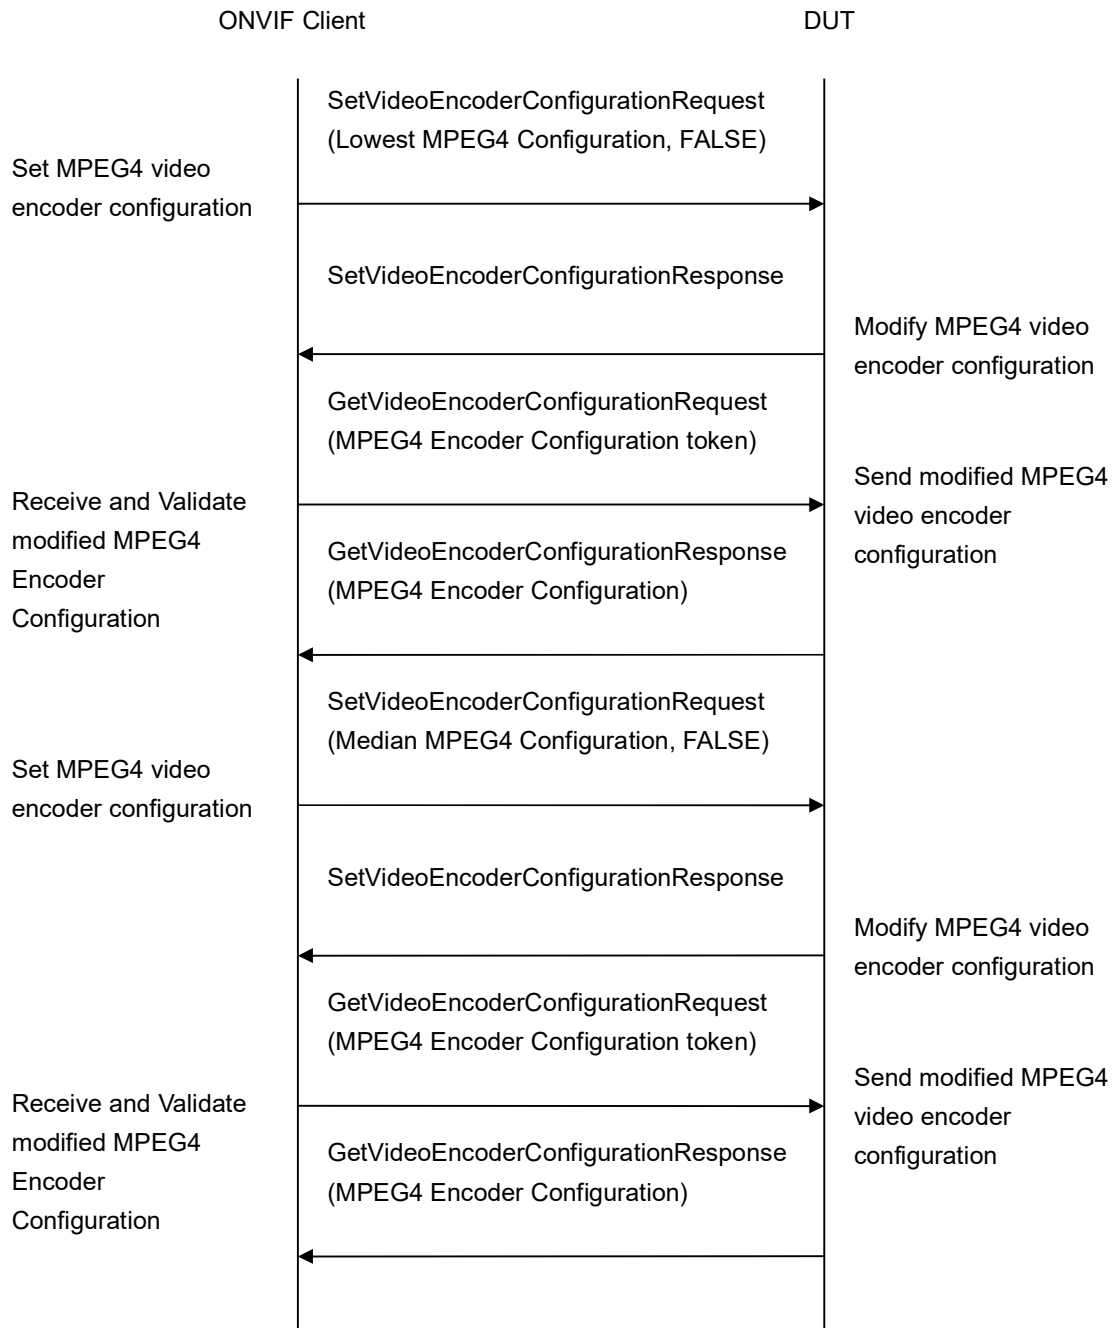 ONVIF Client
DUT
SetVideoEncoderConfigurationRequest
(Lowest MPEG4 Configuration, FALSE)
Set MPEG4 video
encoder configuration
SetVideoEncoderConfigurationResponse
Modify MPEG4 video
encoder configuration
GetVideoEncoderConfigurationRequest
(MPEG4 Encoder Configuration token)
Send modified MPEG4
video encoder
configuration
Receive and Validate
modified MPEG4
Encoder
Configuration
GetVideoEncoderConfigurationResponse
(MPEG4 Encoder Configuration)
SetVideoEncoderConfigurationRequest
(Median MPEG4 Configuration, FALSE)
Set MPEG4 video
encoder configuration
SetVideoEncoderConfigurationResponse
Modify MPEG4 video
encoder configuration
GetVideoEncoderConfigurationRequest
(MPEG4 Encoder Configuration token)
Send modified MPEG4
video encoder
configuration
Receive and Validate
modified MPEG4
Encoder
Configuration
GetVideoEncoderConfigurationResponse
(MPEG4 Encoder Configuration)